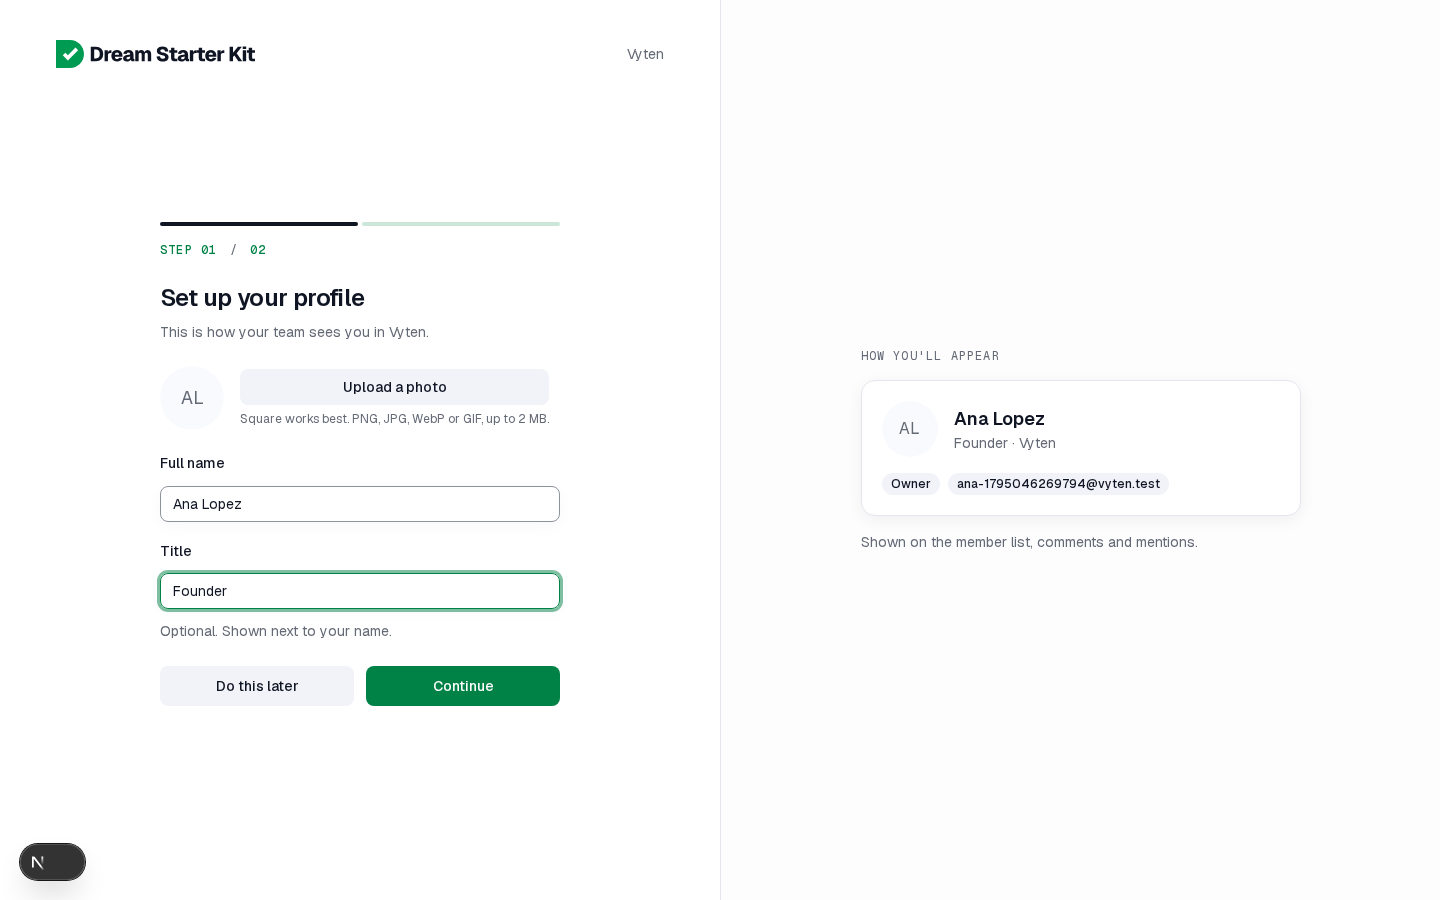 Dream Starter Kit
Vyten
STEP 01 / 02
Set up your profile
This is how your team sees you in Vyten.
AL
Upload a photo
Square works best. PNG, JPG, WebP or GIF, up to 2 MB.
Full name
Ana Lopez
Title
Founder
Optional. Shown next to your name.
Do this later
Continue
N
HOW YOU'LL APPEAR
AL
Ana Lopez
Founder · Vyten
Owner
ana-1795046269794@vyten.test
Shown on the member list, comments and mentions.